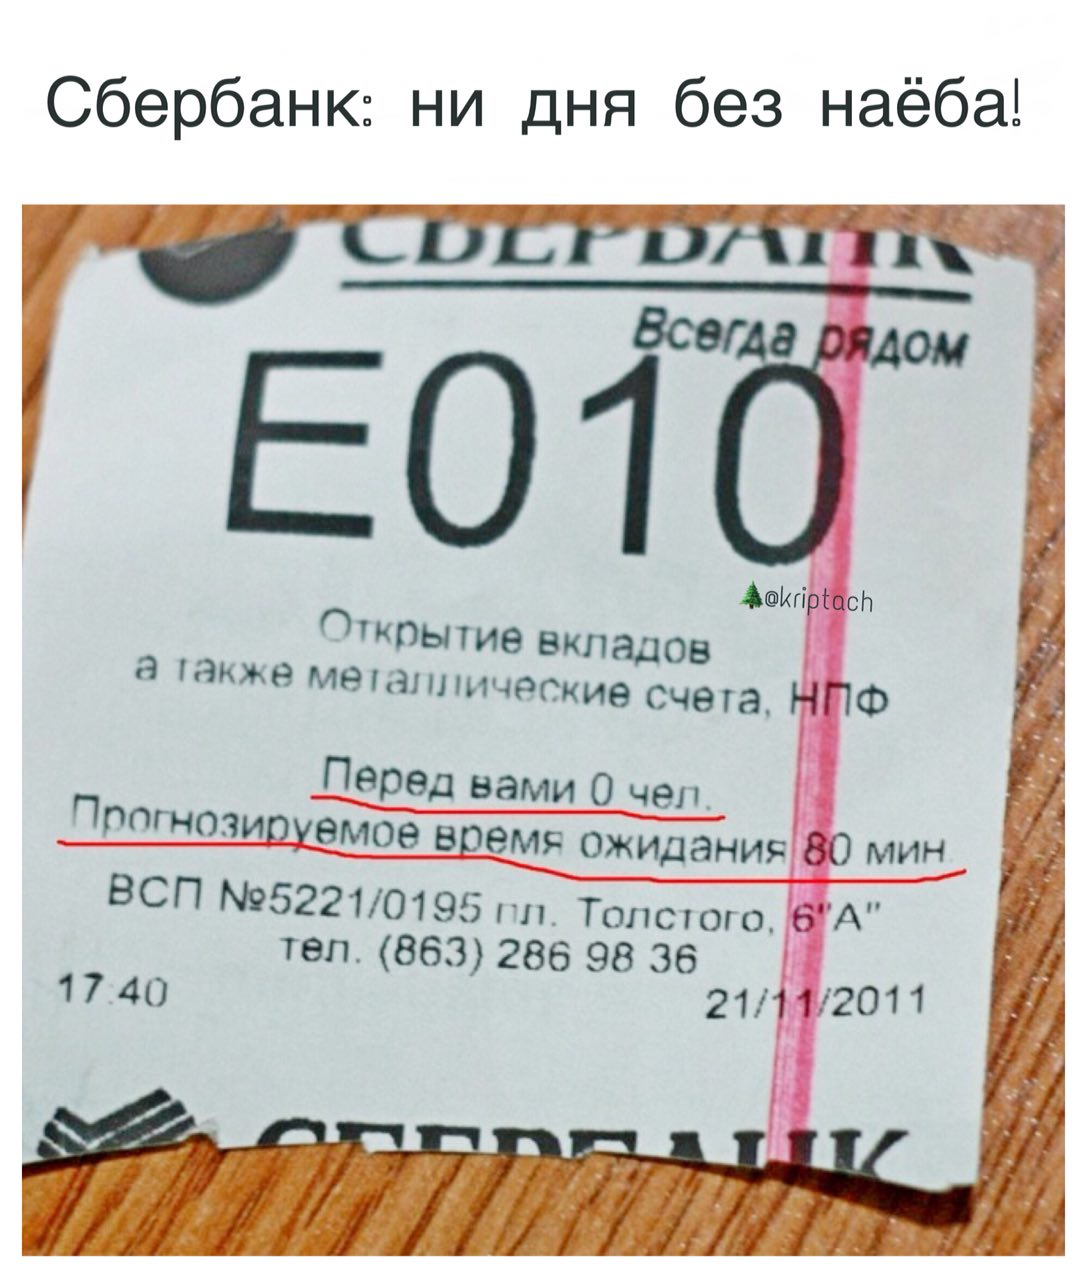 Сбербанк: ни дня без наёба!
СБЕРБАНК
Всегда рядом
E010
🎄@kriptach
Открытие вкладов
а также металлические счета, НПФ
Перед вами 0 чел.
Прогнозируемое время ожидания 80 мин.
ВСП №5221/0195 пл. Толстого, 6"А"
тел. (863) 286 98 36
17:40
21/11/2011
СБЕРБАНК